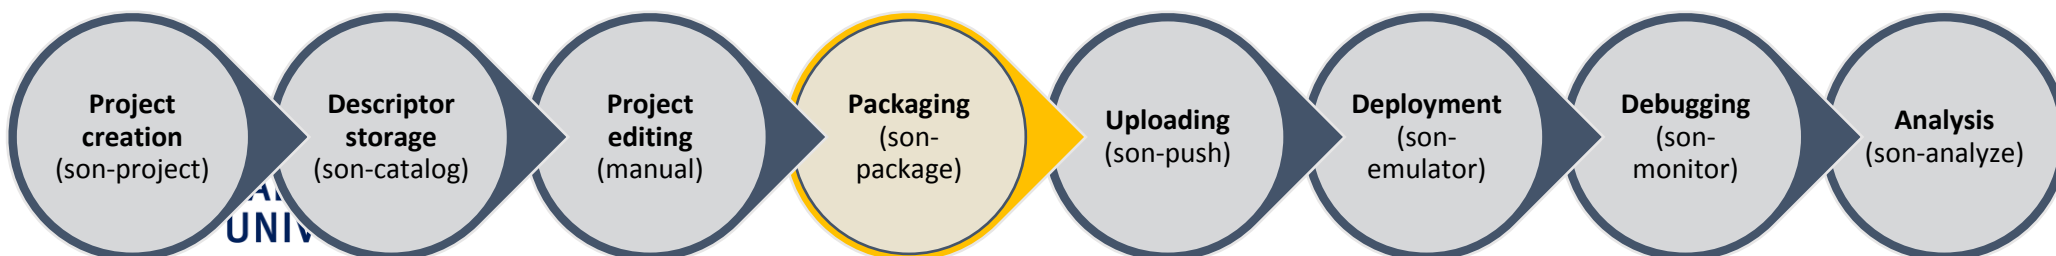 Project
creation
(son-project)
Descriptor
storage
(son-catalog)
Project
editing
(manual)
Packaging
(son-
package)
Uploading
(son-push)
Deployment
(son-
emulator)
Debugging
(son-
monitor)
Analysis
(son-analyze)